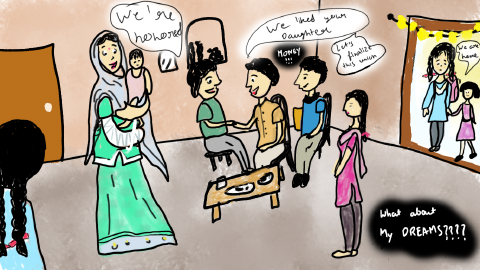 We're
honored
We liked your
Daughter
MONEY
!!!
Let's
finalize
this union
We are
home
What about
My DREAMS????